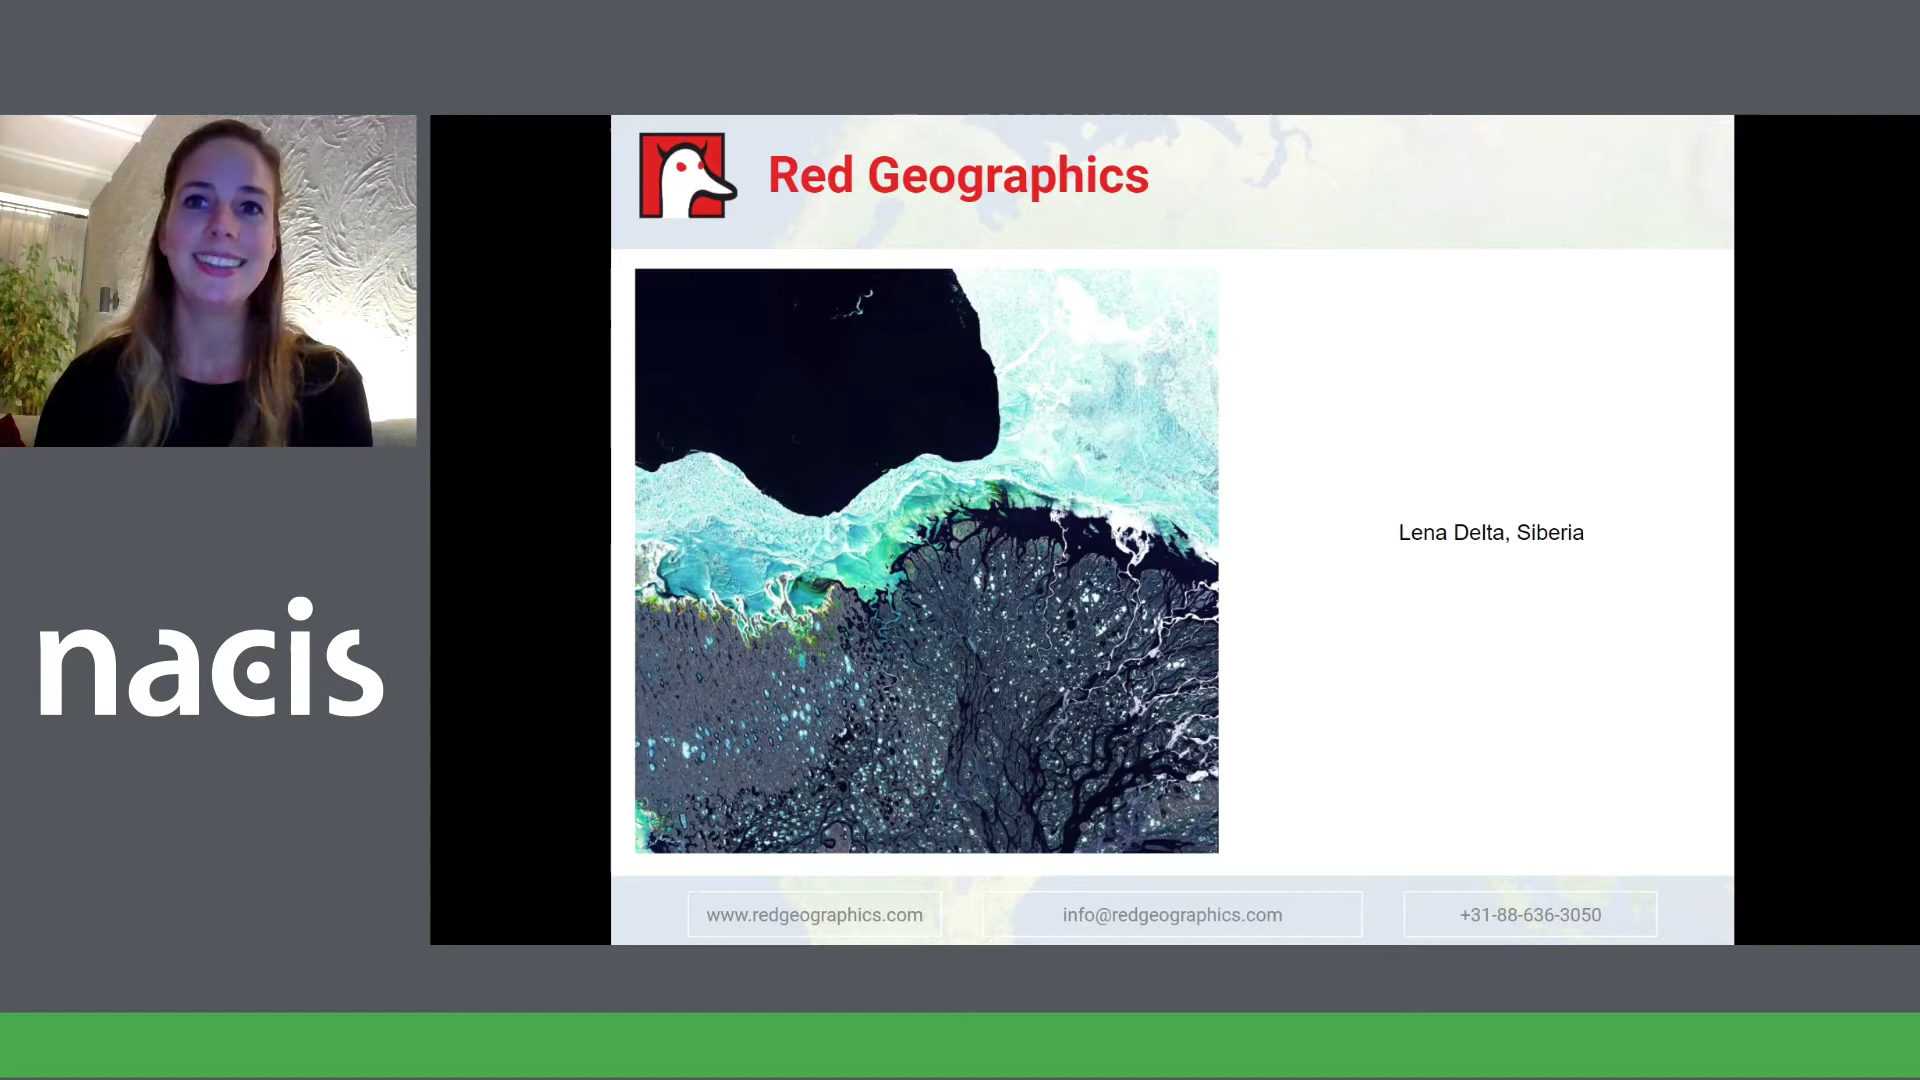 Red Geographics
Lena Delta, Siberia
nacis
www.redgeographics.com
info@redgeographics.com
+31-88-636-3050